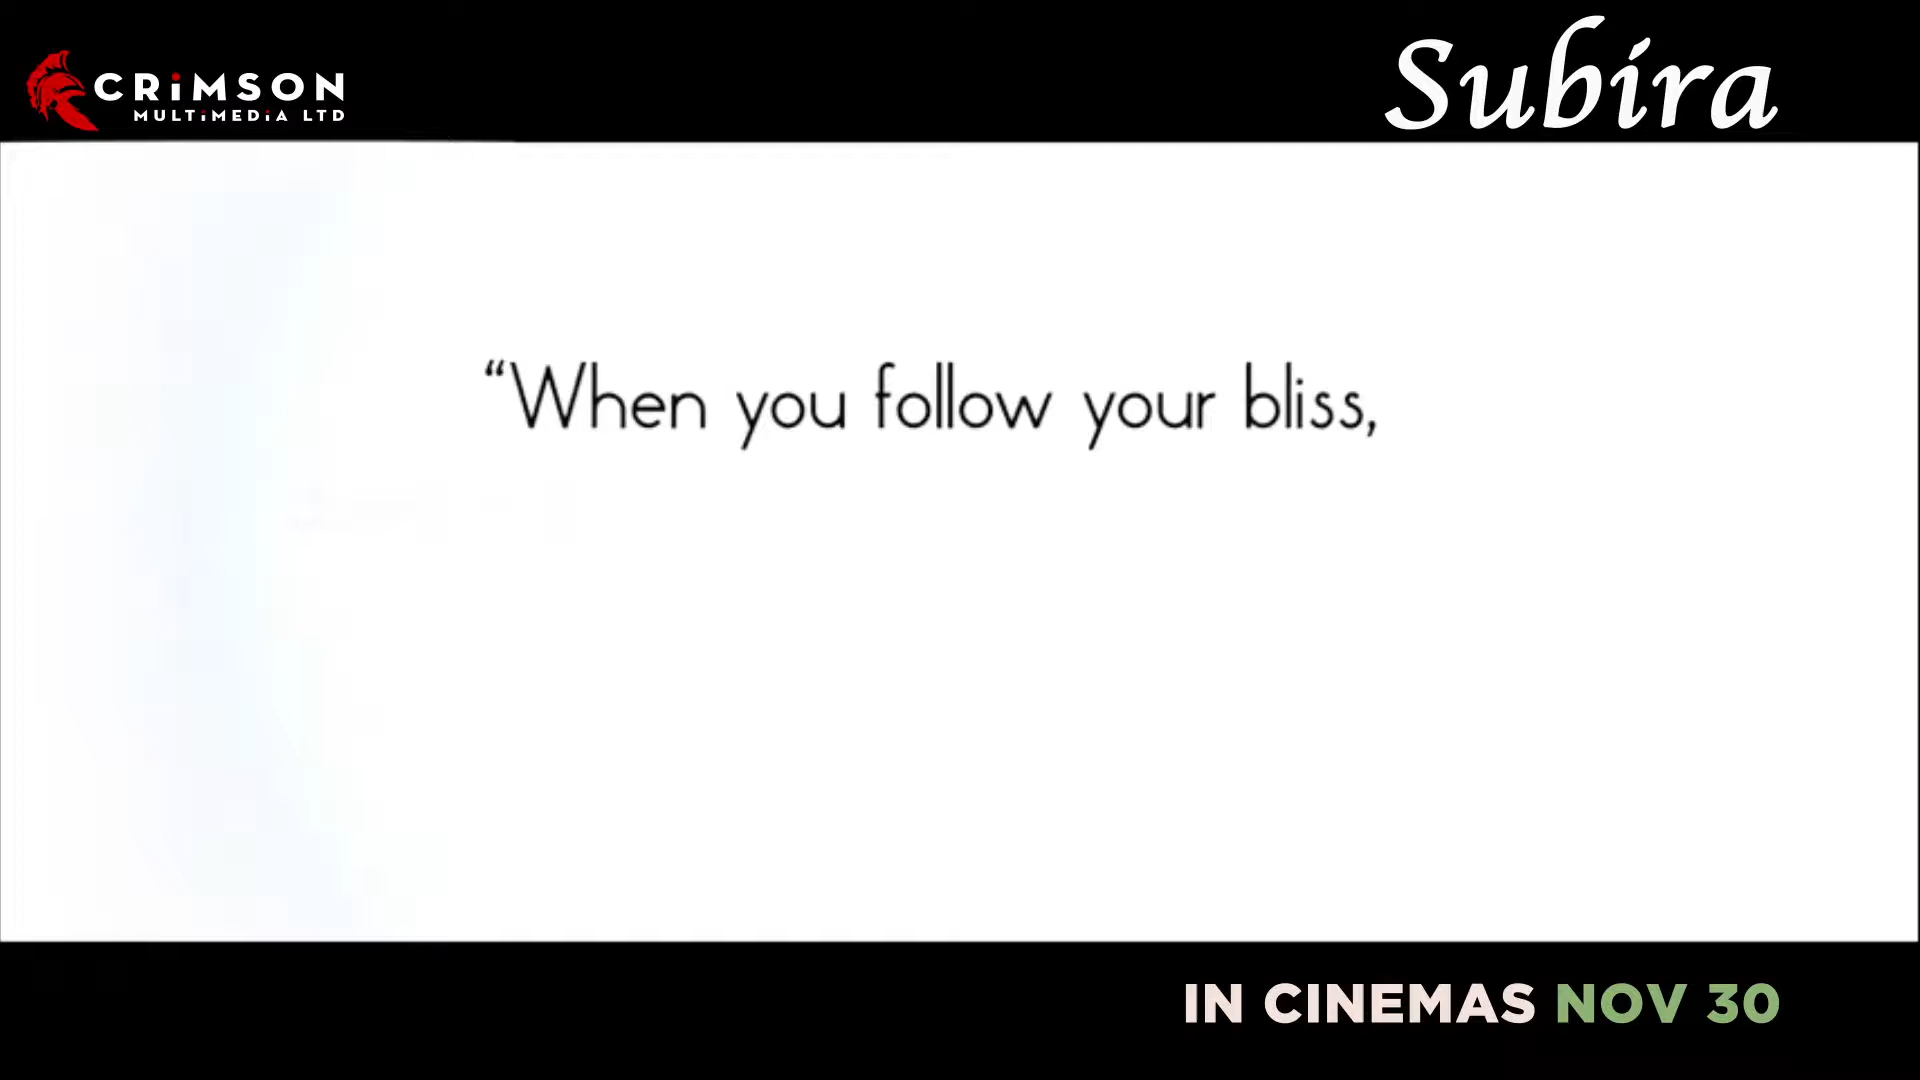 CRiMSON
MULTiMEDiA LTD
Subira
“When you follow your bliss,
IN CINEMAS NOV 30